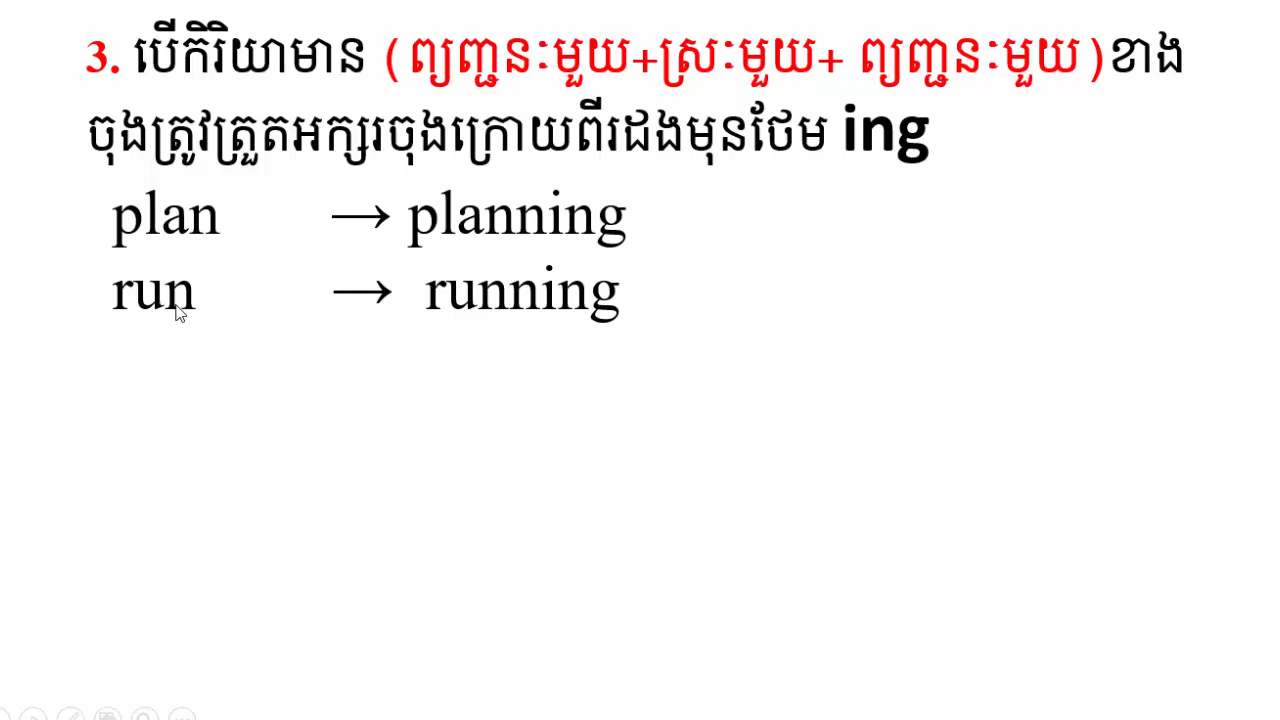 3. បើកិរិយាមាន (ព្យញ្ជនៈមួយ+ស្រៈមួយ+ ព្យញ្ជនៈមួយ)ខាង
ចុងត្រូវត្រួតអក្សរចុងក្រោយពីរដងមុនថែម ing
plan → planning
run → running